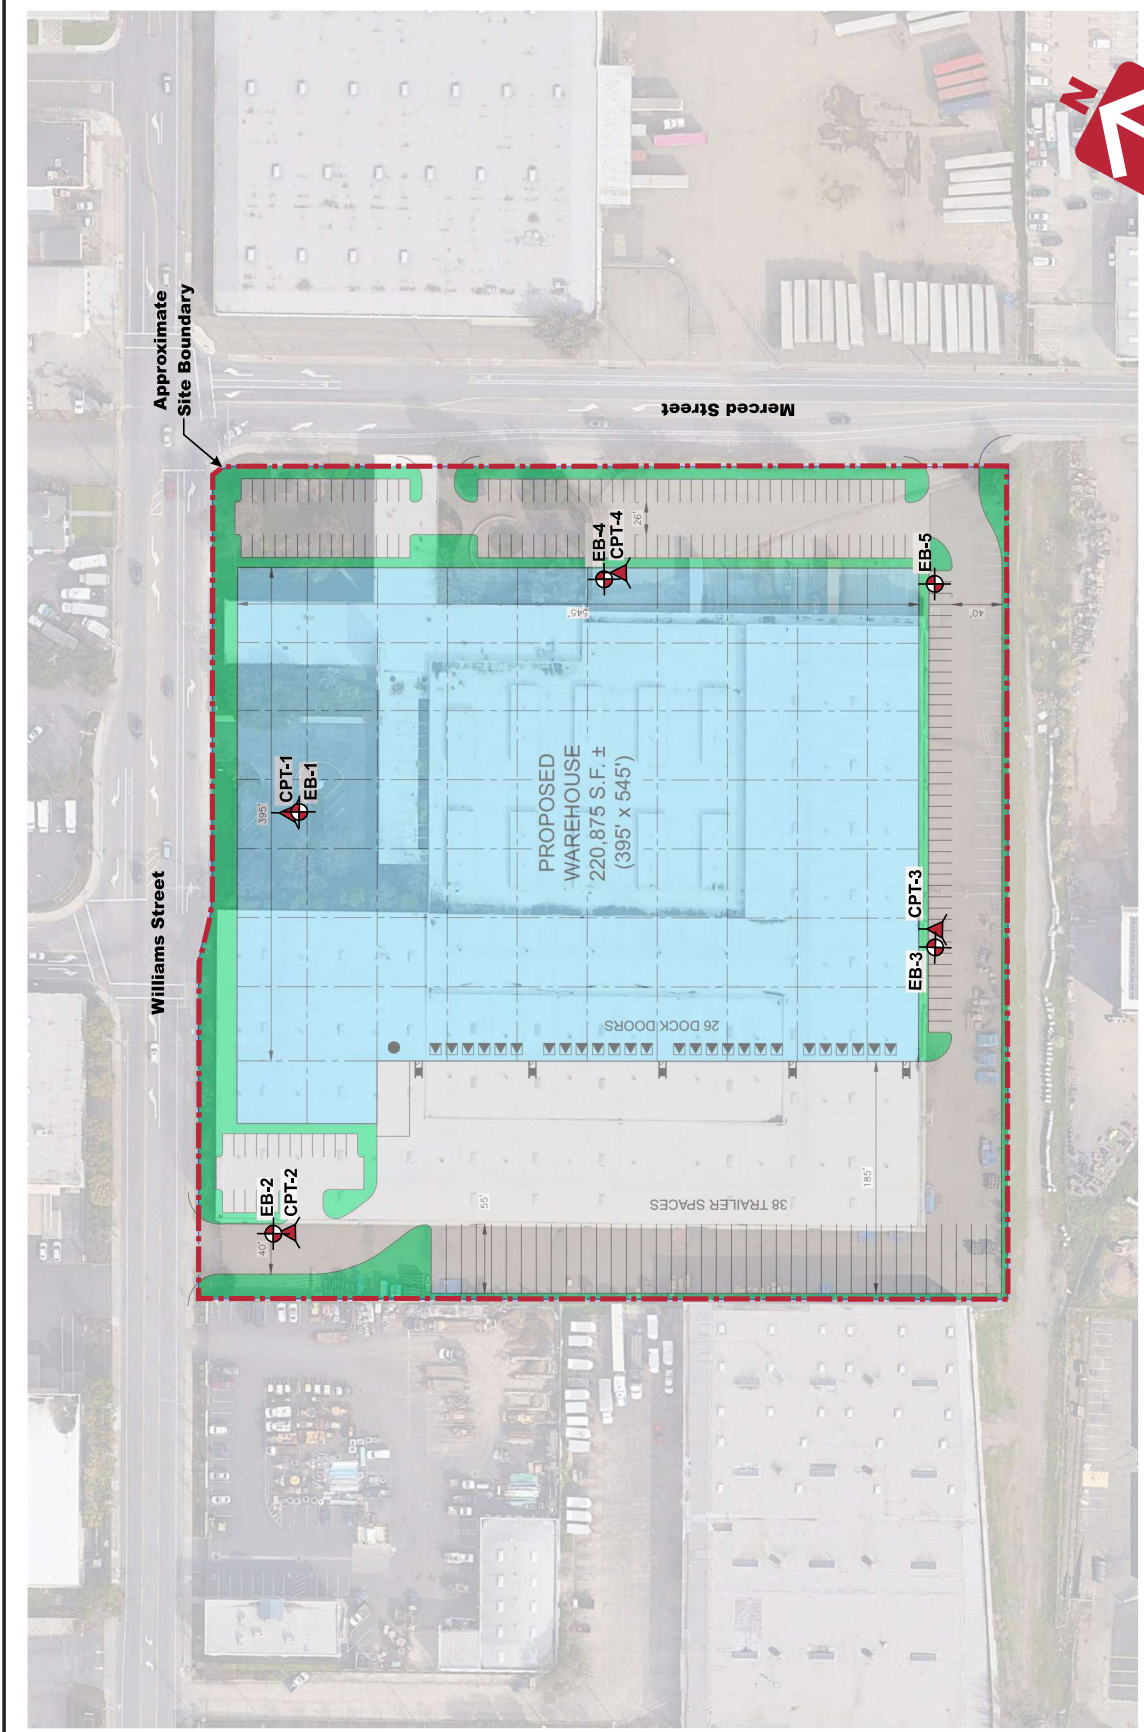 N
Approximate
Site Boundary
Merced Street
Williams Street
EB-4
CPT-4
26'
EB-5
545'
40'
CPT-1
EB-1
395'
PROPOSED
WAREHOUSE
220,875 S.F. ±
(395' x 545')
CPT-3
EB-3
26 DOCK DOORS
EB-2
CPT-2
40'
55'
38 TRAILER SPACES
185'